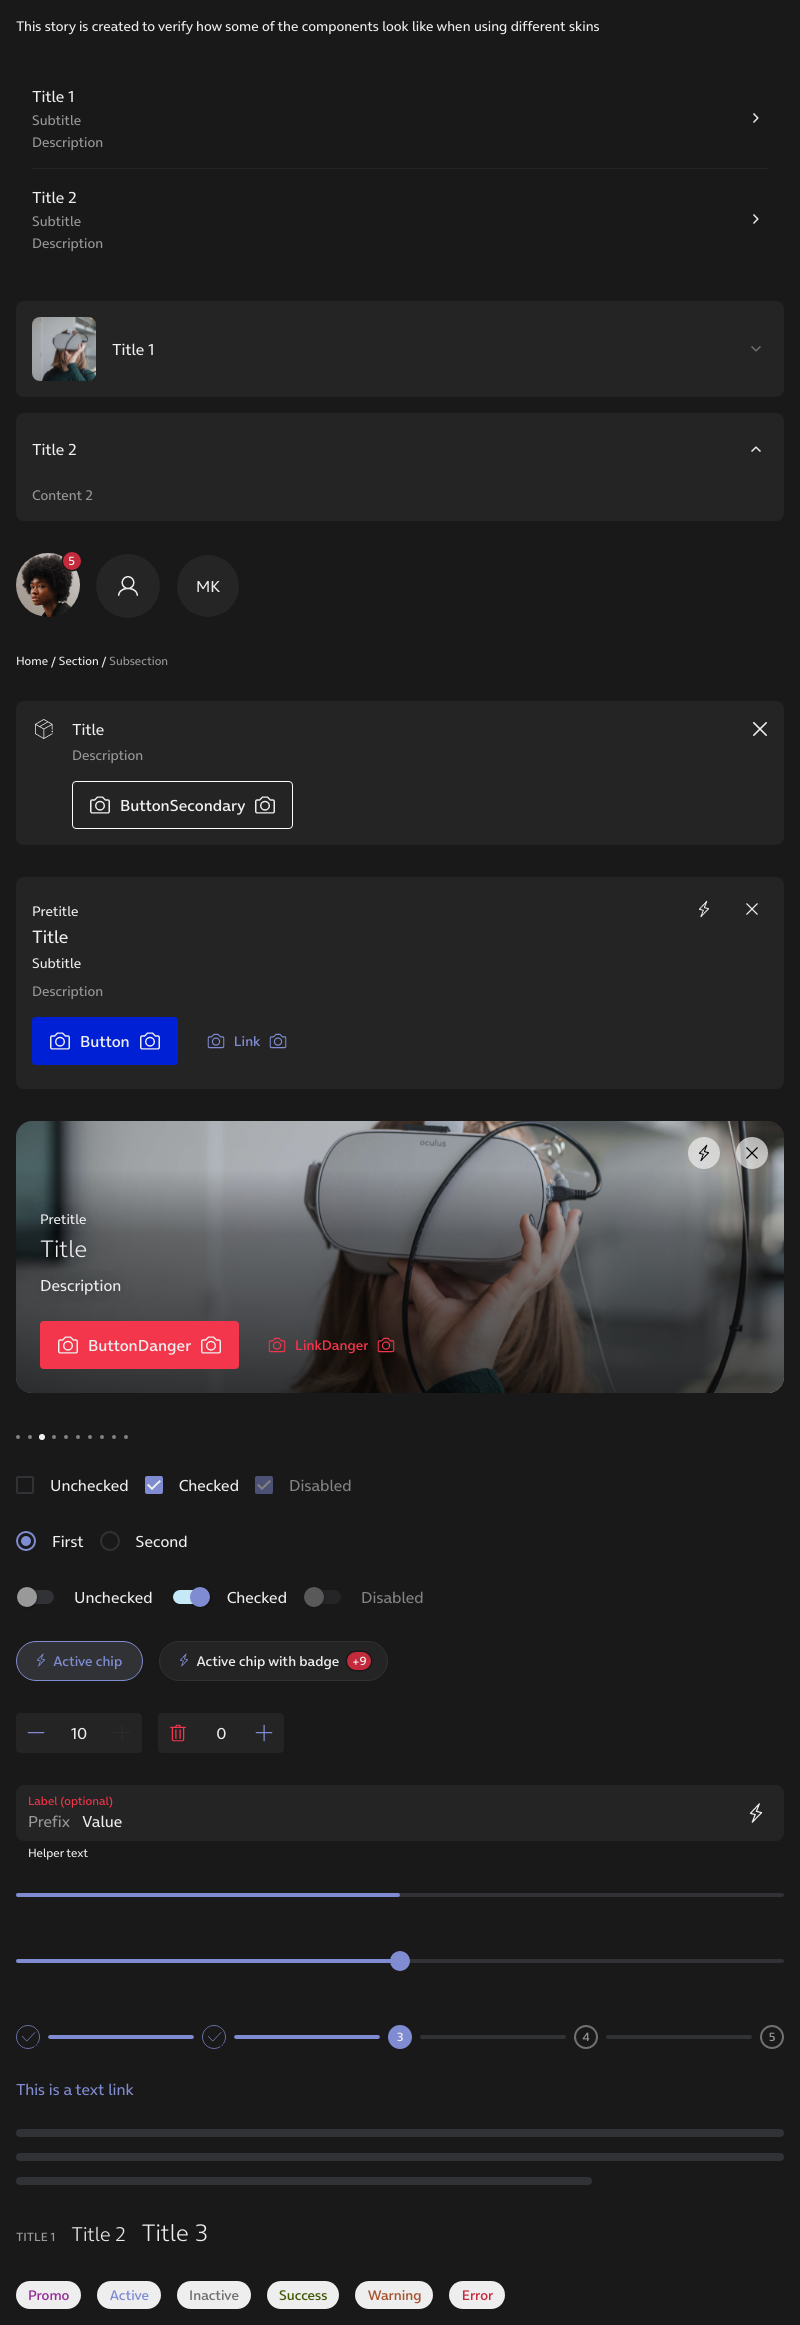 This story is created to verify how some of the components look like when using different skins
Title 1
Subtitle
Description
Title 2
Subtitle
Description
Title 1
Title 2
Content 2
5
MK
Home / Section / Subsection
Title
Description
ButtonSecondary
Pretitle
Title
Subtitle
Description
Button Link
oculus
Pretitle
Title
Description
ButtonDanger LinkDanger
Unchecked Checked Disabled
First Second
Unchecked Checked Disabled
Active chip Active chip with badge +9
10 0
Label (optional)
Prefix Value
Helper text
3 4 5
This is a text link
TITLE 1 Title 2 Title 3
Promo Active Inactive Success Warning Error